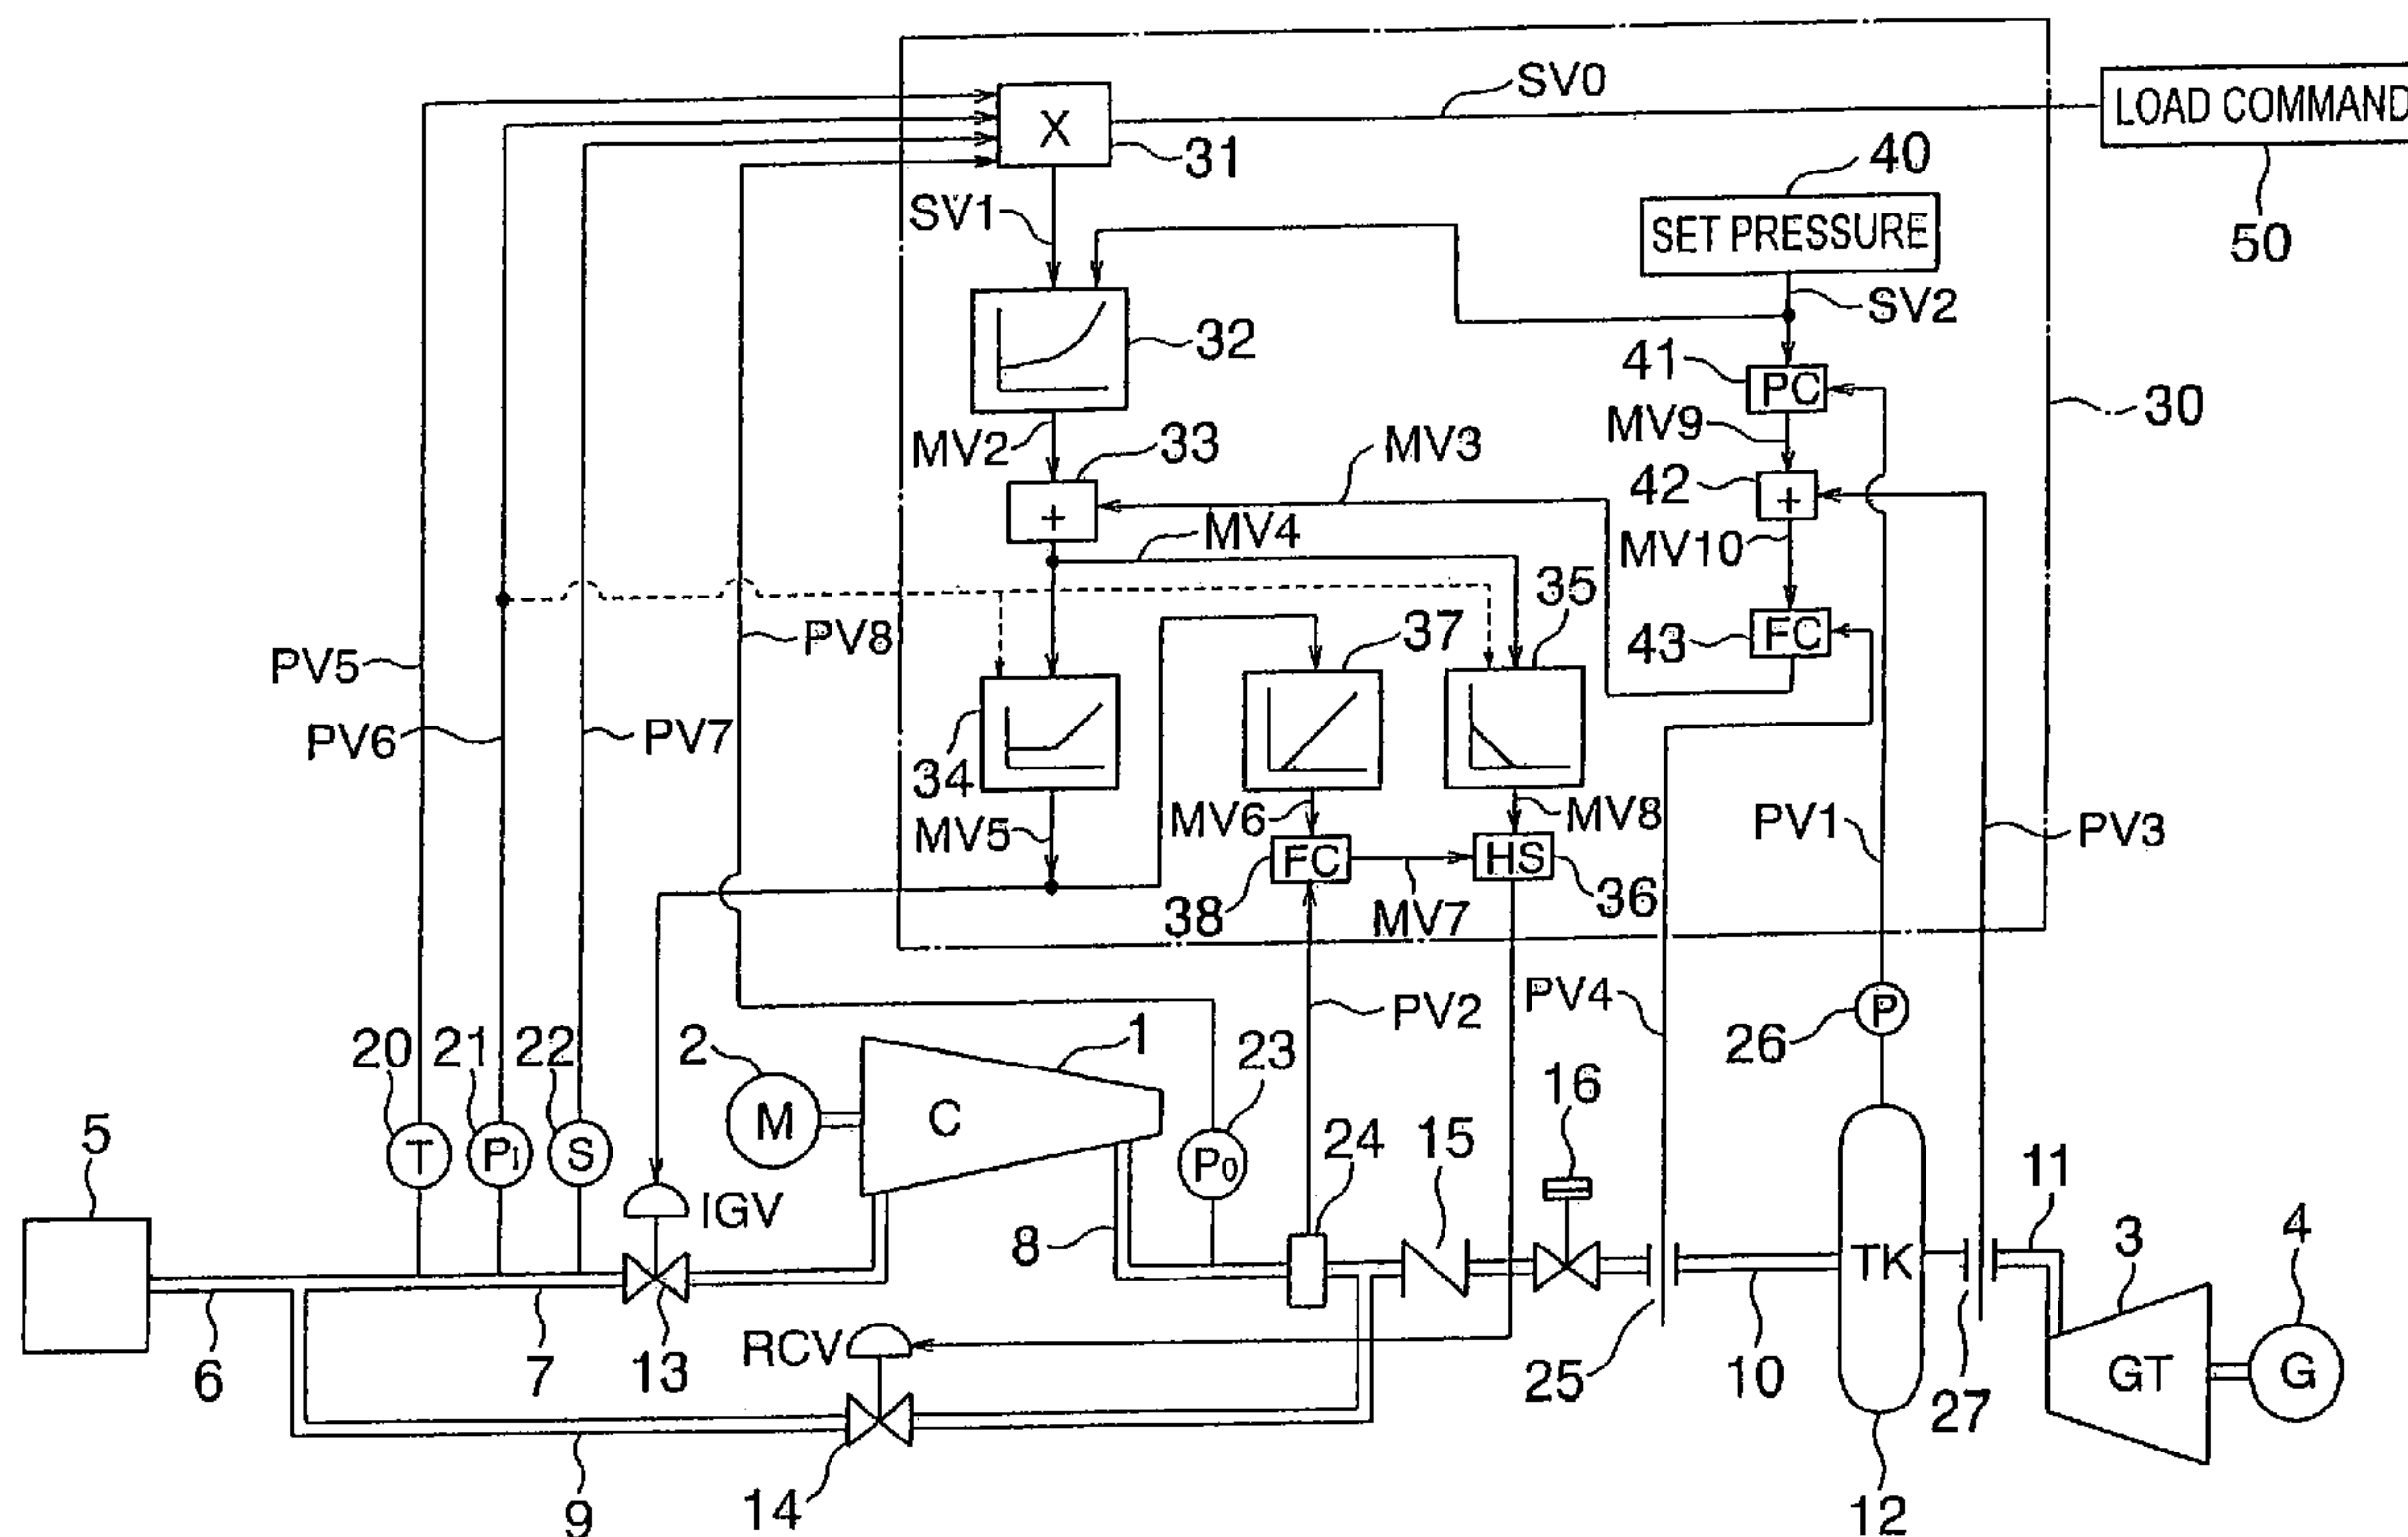 SV0
LOAD COMMAND
X
31
40
50
SV1
SET PRESSURE
SV2
32
41
PC
30
MV2
33
MV3
MV9
42
+
+
MV4
MV10
35
37
43
FC
PV8
PV5
PV6
PV7
34
MV5
MV6
MV8
PV1
PV3
FC
HS
38
MV7
36
PV2
PV4
P
26
20
21
22
2
1
23
16
M
C
24
15
5
T
PI
S
P0
IGV
8
11
3
4
TK
RCV
6
7
13
25
10
27
GT
G
9
14
12